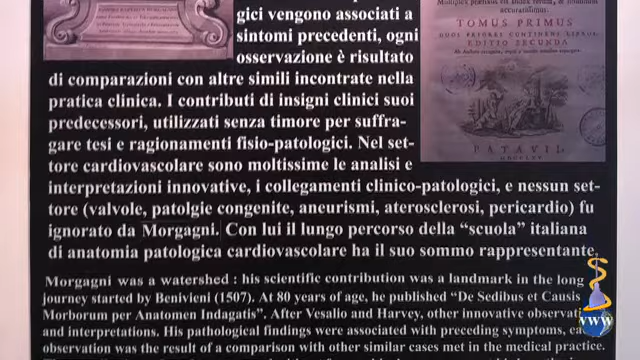 gici vengono associati a
sintomi precedenti, ogni
osservazione è risultato
di comparazioni con altre simili incontrate nella
pratica clinica. I contributi di insigni clinici suoi
predecessori, utilizzati senza timore per suffra-
gare tesi e ragionamenti fisio-patologici. Nel set-
tore cardiovascolare sono moltissime le analisi e
interpretazioni innovative, i collegamenti clinico-patologici, e nessun set-
tore (valvole, patolgie congenite, aneurismi, aterosclerosi, pericardio) fu
ignorato da Morgagni. Con lui il lungo percorso della “scuola” italiana
di anatomia patologica cardiovascolare ha il suo sommo rappresentante.
TOMUS PRIMUS
QUOS PRIORES CONTINENS LIBROS.
EDITIO SECUNDA
PATAVII,
Morgagni was a watershed : his scientific contribution was a landmark in the long
journey started by Benivieni (1507). At 80 years of age, he published “De Sedibus et Causis
Morborum per Anatomen Indagatis”. After Vesalio and Harvey, other innovative
and interpretations. His pathological findings were associated with preceding symptoms,
observation was the result of a comparison with other similar cases met in the medical practice.
www